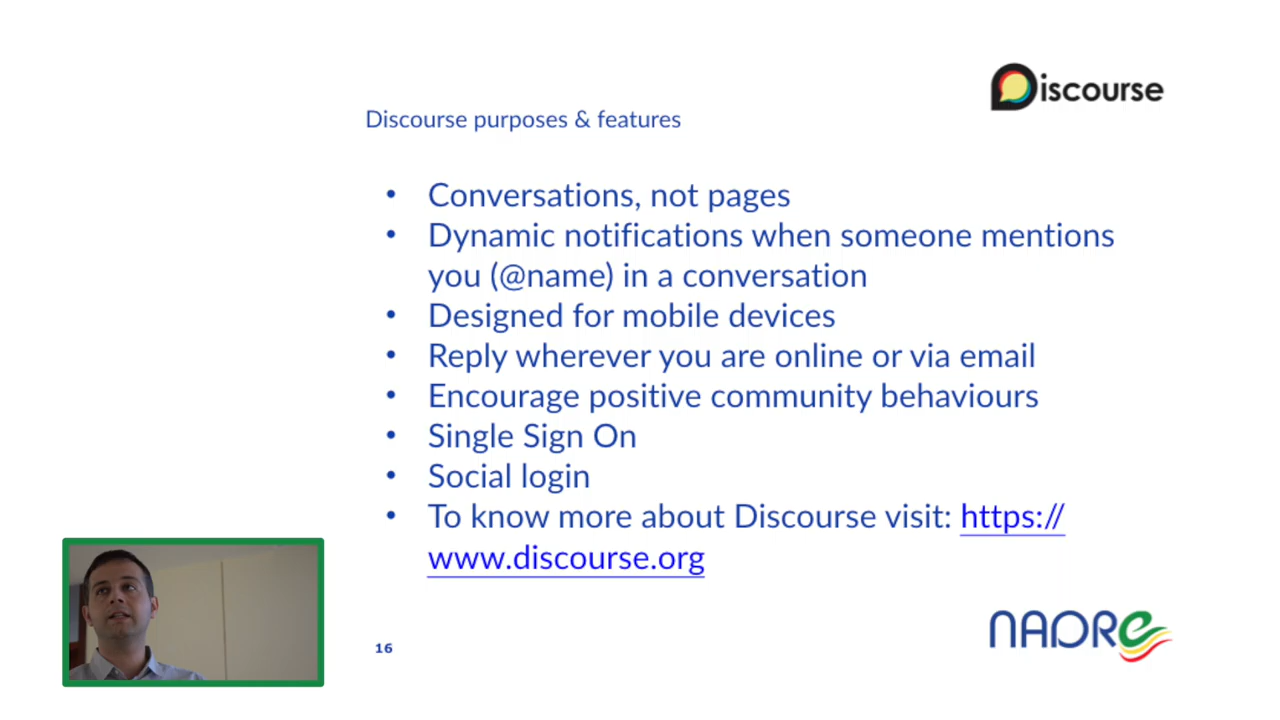 Discourse
Discourse purposes & features
• Conversations, not pages
• Dynamic notifications when someone mentions
you (@name) in a conversation
• Designed for mobile devices
• Reply wherever you are online or via email
• Encourage positive community behaviours
• Single Sign On
• Social login
• To know more about Discourse visit: https://
www.discourse.org
16
NADRe